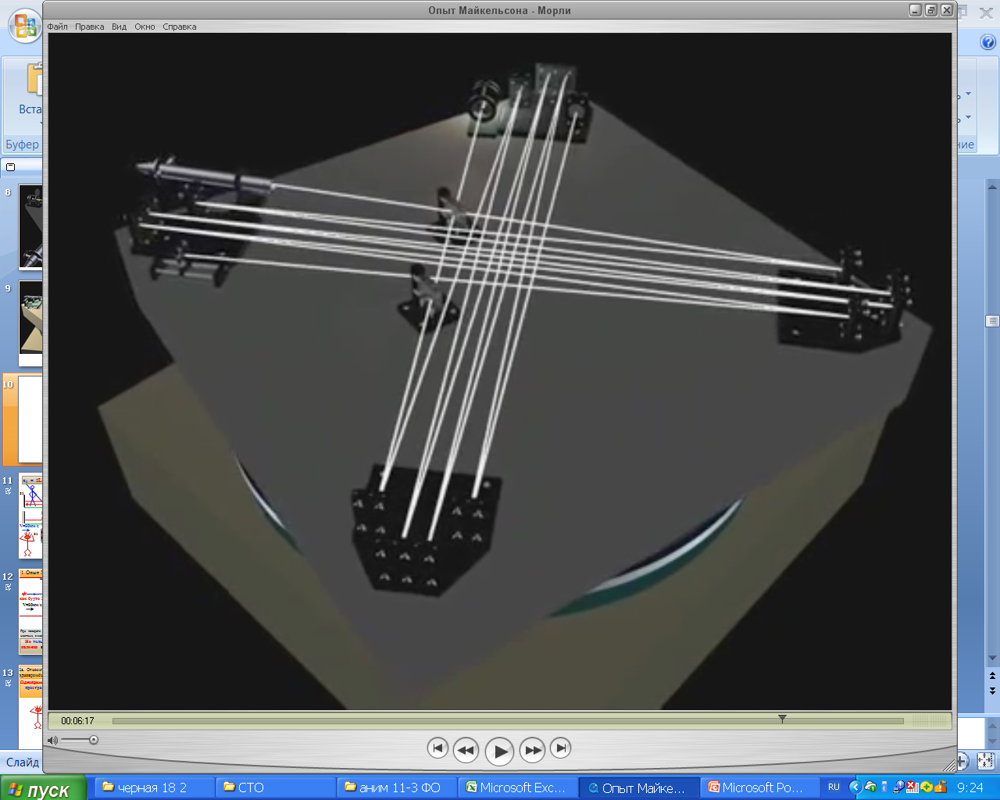 Опыт Майкельсона - Морли
Файл Правка Вид Окно Справка
Вста
Буфер
ние
8
9
10
11
12
13
00:06:17
Слайд
пуск
черная 18 2
СТО
аним 11-3 ФО
Microsoft Exc...
Опыт Майке...
Microsoft Po...
RU
9:24